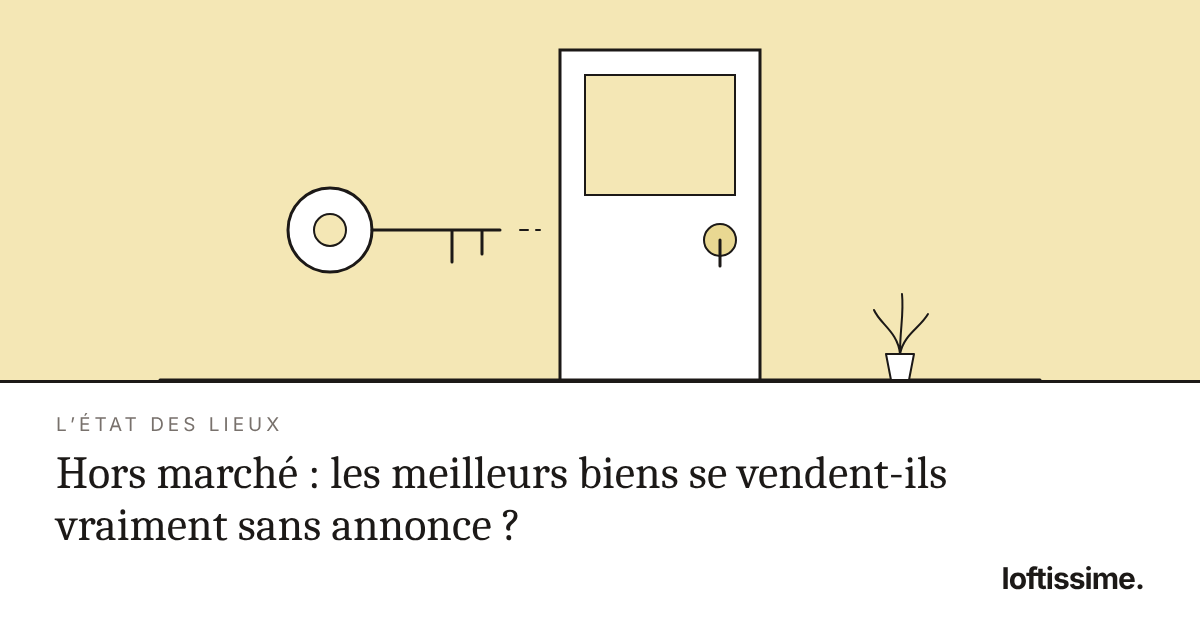 L’ÉTAT DES LIEUX
Hors marché : les meilleurs biens se vendent-ils
vraiment sans annonce ?
loftissime.